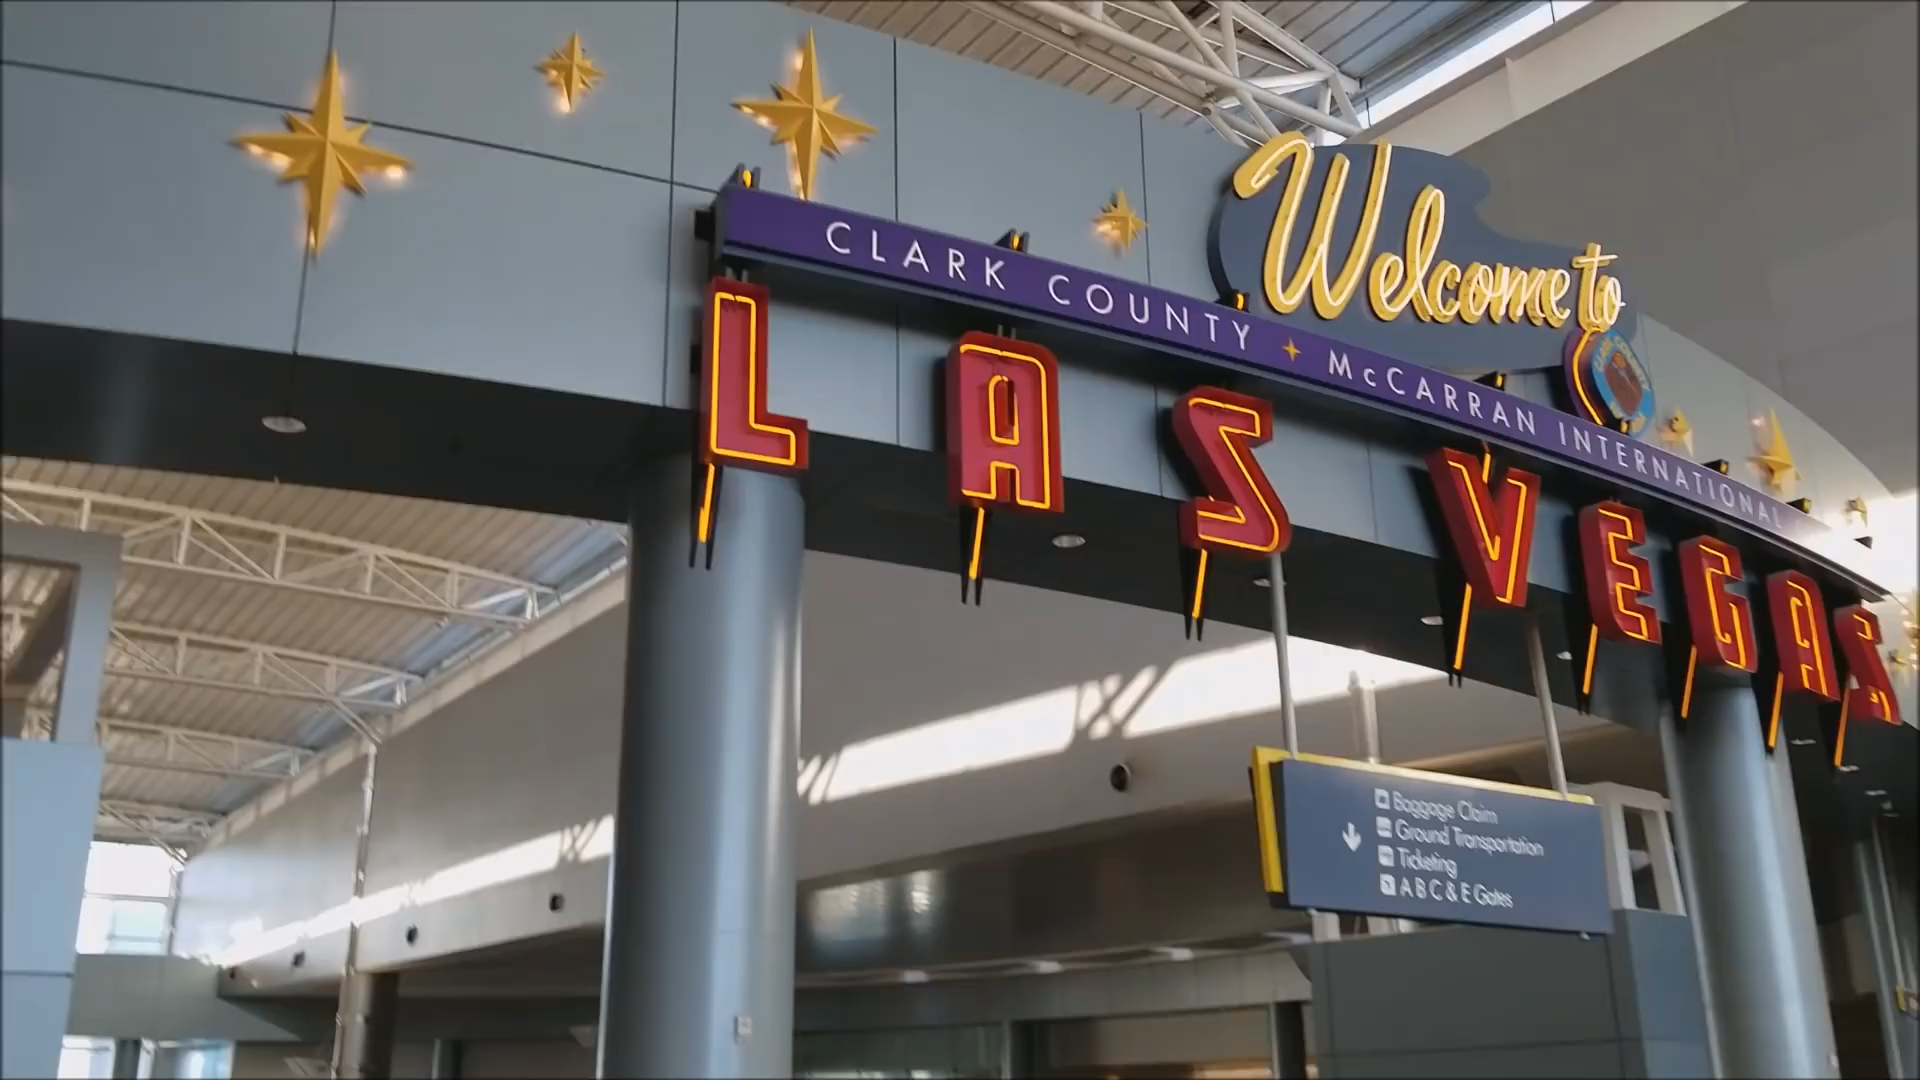 Welcome to
CLARK COUNTY McCARRAN INTERNATIONAL
LAS VEGAS
Baggage Claim
Ground Transportation
Ticketing
A B C & E Gates